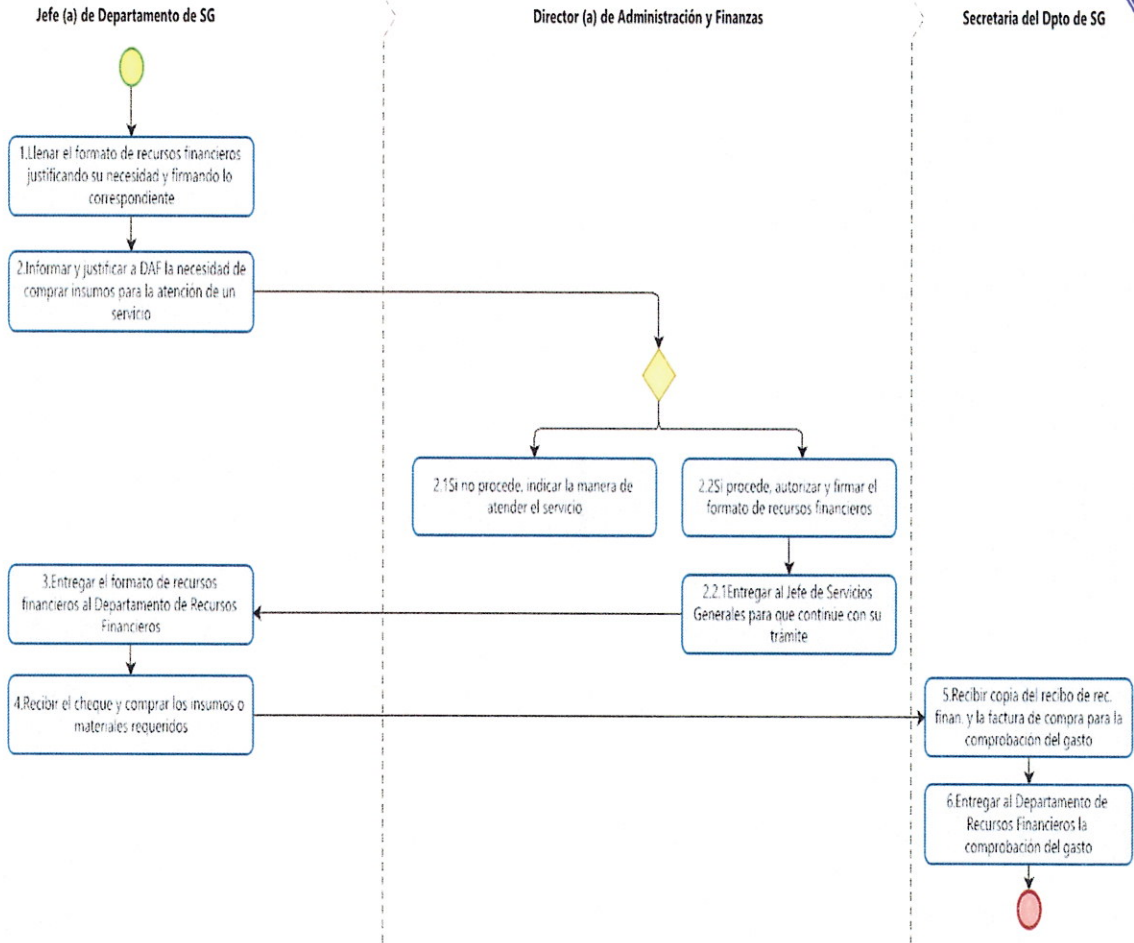 Jefe (a) de Departamento de SG
Director (a) de Administración y Finanzas
Secretaria del Dpto de SG
1.Llenar el formato de recursos financieros
justificando su necesidad y firmando lo
correspondiente
2.Informar y justificar a DAF la necesidad de
comprar insumos para la atención de un
servicio
2.1Si no procede, indicar la manera de
atender el servicio
2.2Si procede, autorizar y firmar el
formato de recursos financieros
2.2.1Entregar al Jefe de Servicios
Generales para que continue con su
trámite
3.Entregar el formato de recursos
financieros al Departamento de Recursos
Financieros
4.Recibir el cheque y comprar los insumos o
materiales requeridos
5.Recibir copia del recibo de rec.
finan. y la factura de compra para la
comprobación del gasto
6.Entregar al Departamento de
Recursos Financieros la
comprobación del gasto